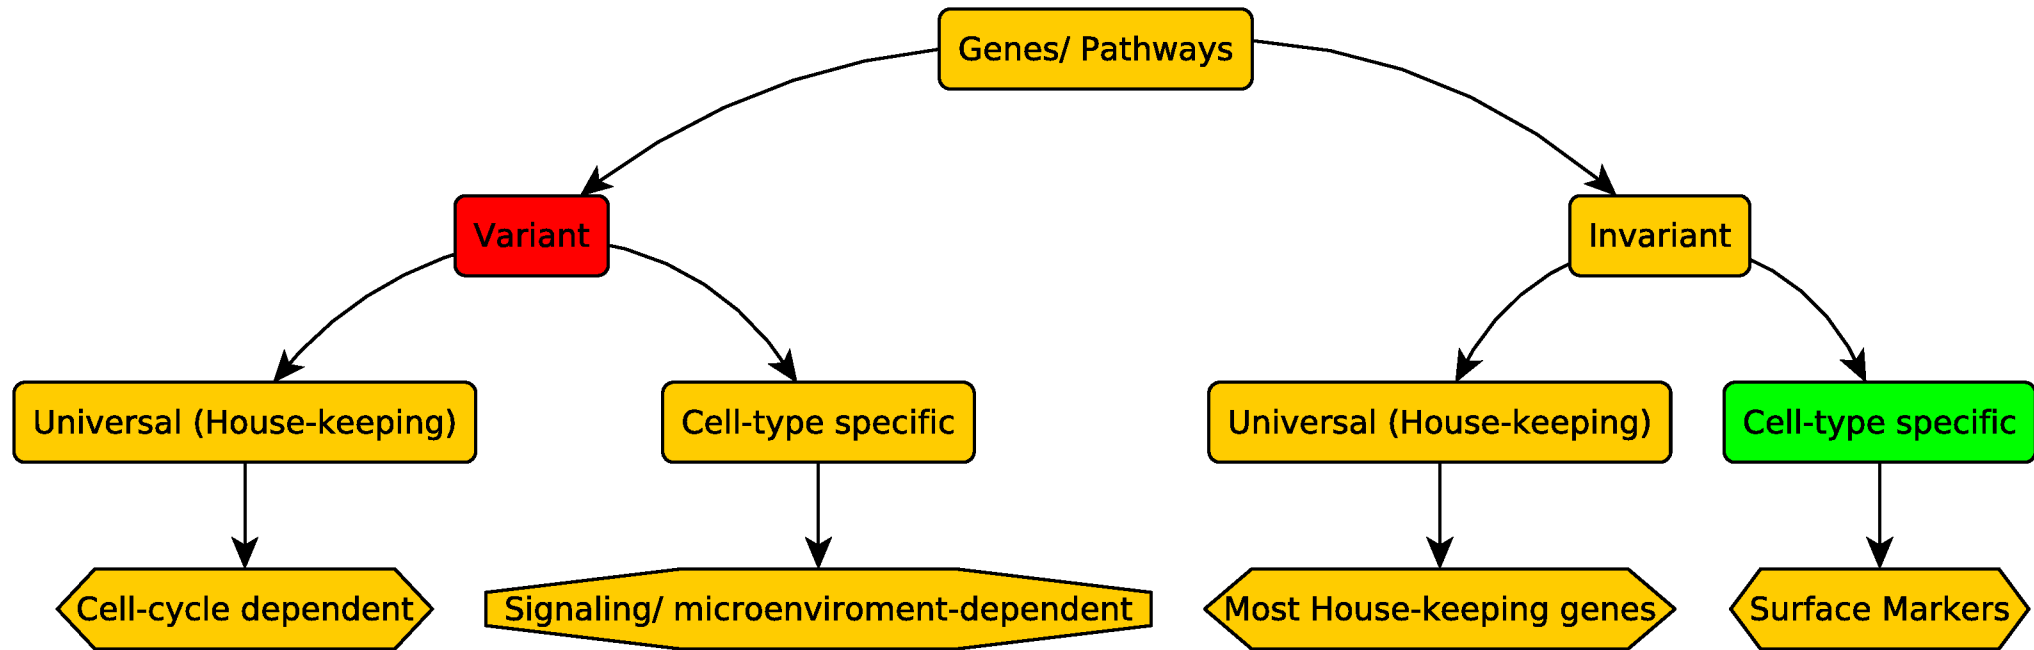 Genes/ Pathways
Variant
Invariant
Universal (House-keeping)
Cell-type specific
Universal (House-keeping)
Cell-type specific
Cell-cycle dependent
Signaling/ microenviroment-dependent
Most House-keeping genes
Surface Markers